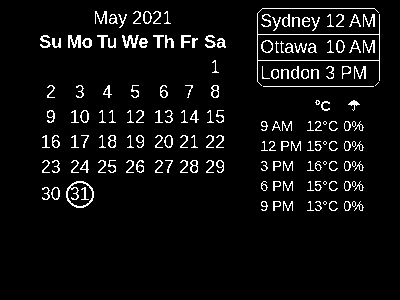 May 2021
Su Mo Tu We Th Fr Sa
1
2 3 4 5 6 7 8
9 10 11 12 13 14 15
16 17 18 19 20 21 22
23 24 25 26 27 28 29
30 31
Sydney 12 AM
Ottawa 10 AM
London 3 PM
°C
9 AM 12°C 0%
12 PM 15°C 0%
3 PM 16°C 0%
6 PM 15°C 0%
9 PM 13°C 0%